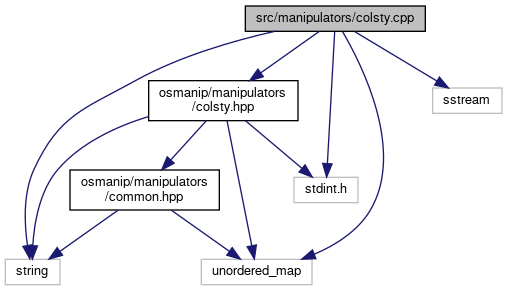 src/manipulators/colsty.cpp
osmanip/manipulators
/colsty.hpp
sstream
osmanip/manipulators
/common.hpp
stdint.h
string
unordered_map